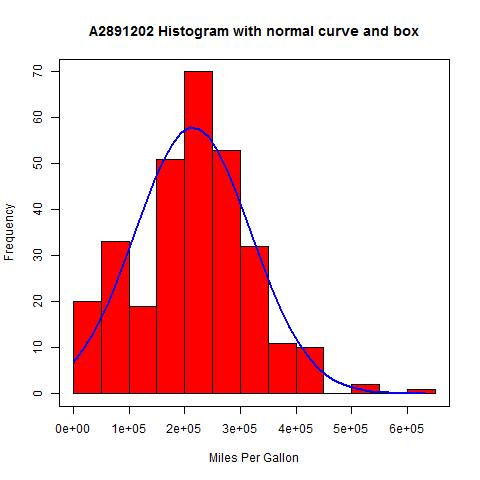 A2891202 Histogram with normal curve and box
70
60
50
40
30
20
10
0
Frequency
0e+00 1e+05 2e+05 3e+05 4e+05 5e+05 6e+05
Miles Per Gallon